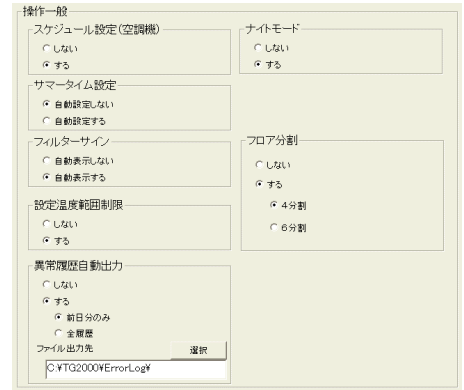 操作一般
スケジュール設定(空調機)
しない
する
サマータイム設定
自動設定しない
自動設定する
フィルターサイン
自動表示しない
自動表示する
設定温度範囲制限
しない
する
異常履歴自動出力
しない
する
前日分のみ
全履歴
ファイル出力先
選択
C:¥TG2000¥ErrorLog¥
ナイトモード
しない
する
フロア分割
しない
する
4分割
6分割